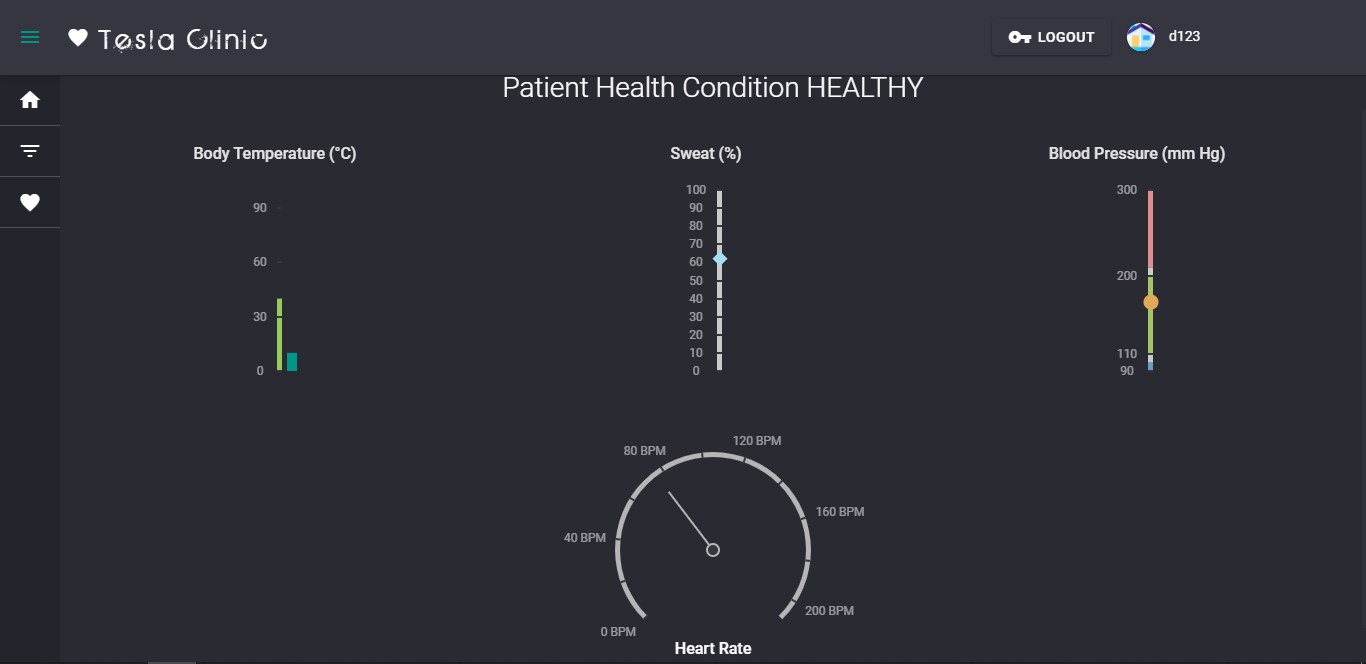 Tesla Clinic
LOGOUT
d123
Patient Health Condition HEALTHY
Body Temperature (°C)
90
60
30
0
Sweat (%)
100
90
80
70
60
50
40
30
20
10
0
Blood Pressure (mm Hg)
300
200
110
90
0 BPM
40 BPM
80 BPM
120 BPM
160 BPM
200 BPM
Heart Rate